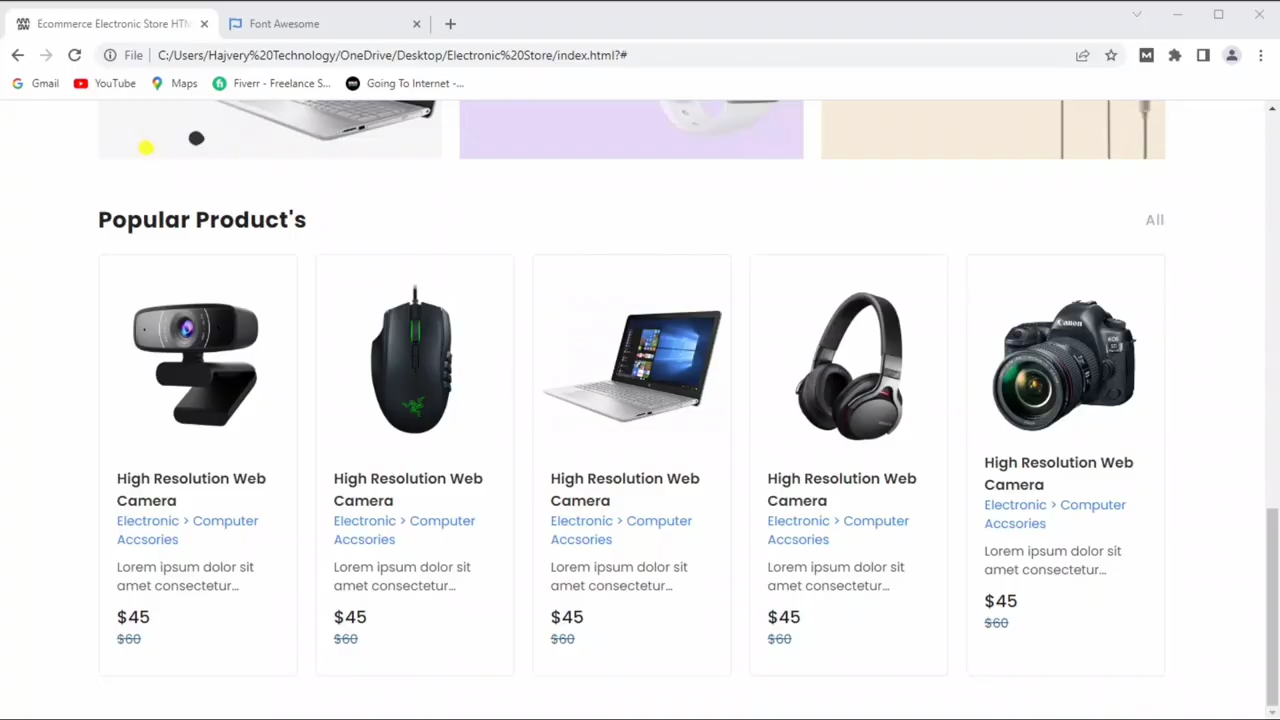 Ecommerce Electronic Store HTM
Font Awesome
File
C:/Users/Hajvery%20Technology/OneDrive/Desktop/Electronic%20Store/index.html?#
Gmail
YouTube
Maps
Fiverr - Freelance S...
Going To Internet -...
Popular Product's
All
Canon
High Resolution Web
Camera
Electronic > Computer
Accsories
Lorem ipsum dolor sit
amet consectetur...
$45
$60
High Resolution Web
Camera
Electronic > Computer
Accsories
Lorem ipsum dolor sit
amet consectetur...
$45
$60
High Resolution Web
Camera
Electronic > Computer
Accsories
Lorem ipsum dolor sit
amet consectetur...
$45
$60
High Resolution Web
Camera
Electronic > Computer
Accsories
Lorem ipsum dolor sit
amet consectetur...
$45
$60
High Resolution Web
Camera
Electronic > Computer
Accsories
Lorem ipsum dolor sit
amet consectetur...
$45
$60